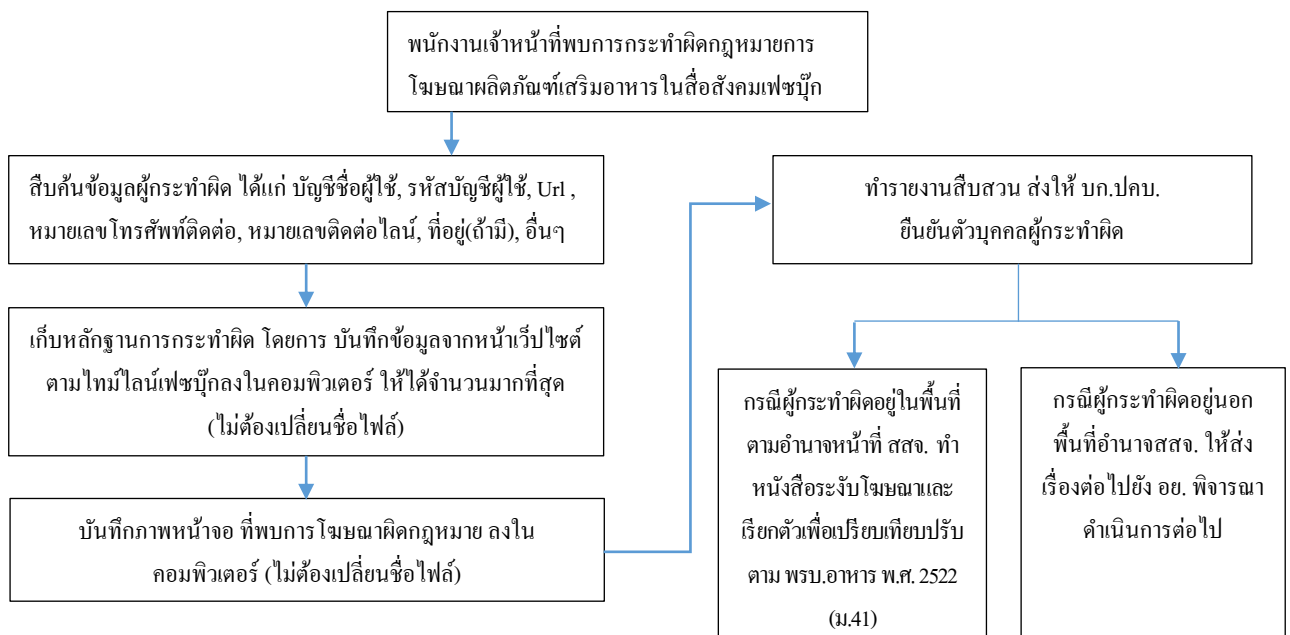 พนักงานเจ้าหน้าที่พบการกระทำผิดกฎหมายการ
โฆษณาผลิตภัณฑ์เสริมอาหารในสื่อสังคมเฟซบุ๊ก
สืบค้นข้อมูลผู้กระทำผิด ได้แก่ บัญชีชื่อผู้ใช้, รหัสบัญชีผู้ใช้, Url ,
หมายเลขโทรศัพท์ติดต่อ, หมายเลขติดต่อไลน์, ที่อยู่(ถ้ามี), อื่นๆ
เก็บหลักฐานการกระทำผิด โดยการ บันทึกข้อมูลจากหน้าเว็ปไซต์
ตามไทม์ไลน์เฟซบุ๊กลงในคอมพิวเตอร์ ให้ได้จำนวนมากที่สุด
(ไม่ต้องเปลี่ยนชื่อไฟล์)
บันทึกภาพหน้าจอ ที่พบการโฆษณาผิดกฎหมาย ลงใน
คอมพิวเตอร์ (ไม่ต้องเปลี่ยนชื่อไฟล์)
ทำรายงานสืบสวน ส่งให้ บก.ปคบ.
ยืนยันตัวบุคคลผู้กระทำผิด
กรณีผู้กระทำผิดอยู่ในพื้นที่
ตามอำนาจหน้าที่ สสจ. ทำ
หนังสือระงับโฆษณาและ
เรียกตัวเพื่อเปรียบเทียบปรับ
ตาม พรบ.อาหาร พ.ศ. 2522
(ม.41)
กรณีผู้กระทำผิดอยู่นอก
พื้นที่อำนาจสสจ. ให้ส่ง
เรื่องต่อไปยัง อย. พิจารณา
ดำเนินการต่อไป